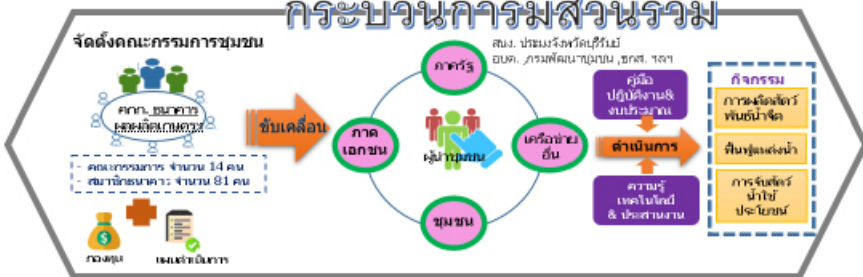 กระบวนการมีส่วนร่วม
จัดตั้งคณะกรรมการชุมชน
คกก. ธนาคาร
ผลผลิตเกษตรฯ
- คณะกรรมการ จำนวน 14 คน
- สมาชิกธนาคาร จำนวน 81 คน
กองทุน
แผนดำเนินการ
ขับเคลื่อน
ภาครัฐ
สนง. ประมงจังหวัดบุรีรัมย์
อบต. ,กรมพัฒนาชุมชน ,ธกส. ฯลฯ
ภาค
เอกชน
ผู้นำชุมชน
เครือข่าย
อื่น
ชุมชน
คู่มือ
ปฏิบัติงาน&
งบประมาณ
ดำเนินการ
ความรู้
เทคโนโลยี
& ประสานงาน
กิจกรรม
การผลิตสัตว์
พันธ์น้ำจืด
ฟื้นฟูแหล่งน้ำ
การจับสัตว์
น้ำใช้
ประโยชน์